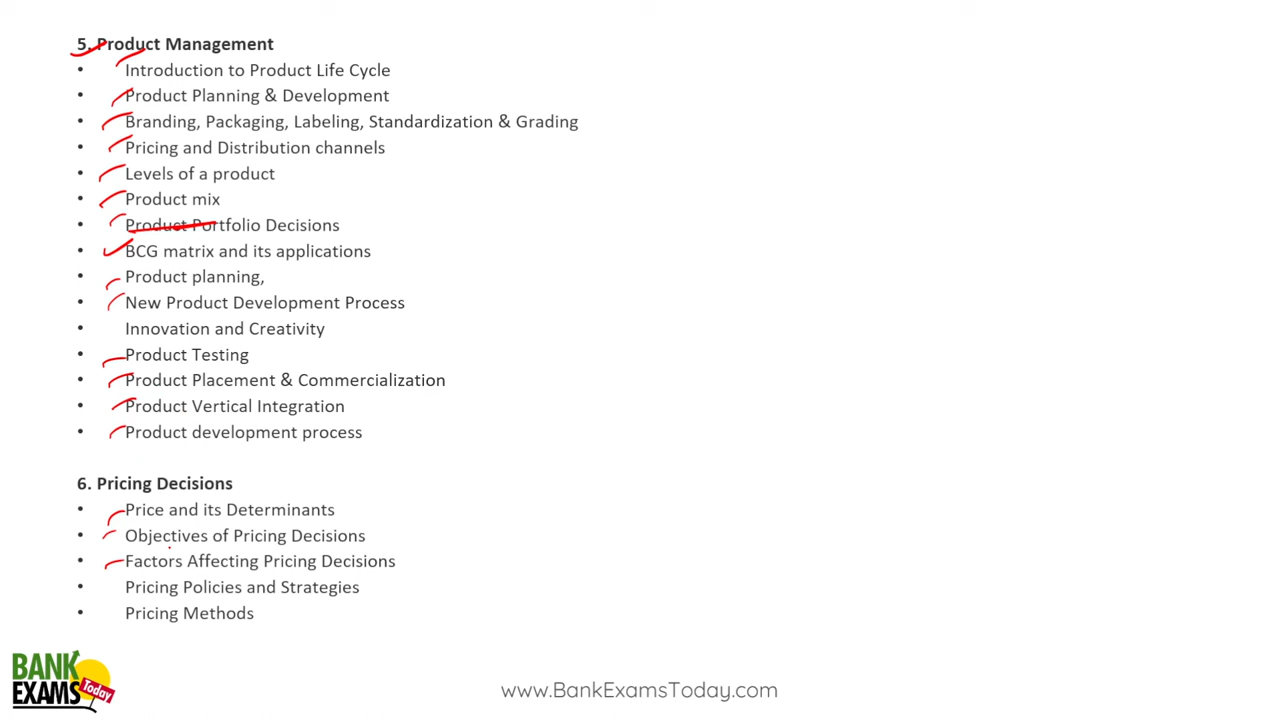 5. Product Management
• Introduction to Product Life Cycle
• Product Planning & Development
• Branding, Packaging, Labeling, Standardization & Grading
• Pricing and Distribution channels
• Levels of a product
• Product mix
• Product Portfolio Decisions
• BCG matrix and its applications
• Product planning,
• New Product Development Process
• Innovation and Creativity
• Product Testing
• Product Placement & Commercialization
• Product Vertical Integration
• Product development process
6. Pricing Decisions
• Price and its Determinants
• Objectives of Pricing Decisions
• Factors Affecting Pricing Decisions
• Pricing Policies and Strategies
• Pricing Methods
BANK
EXAMS
Today
www.BankExamsToday.com